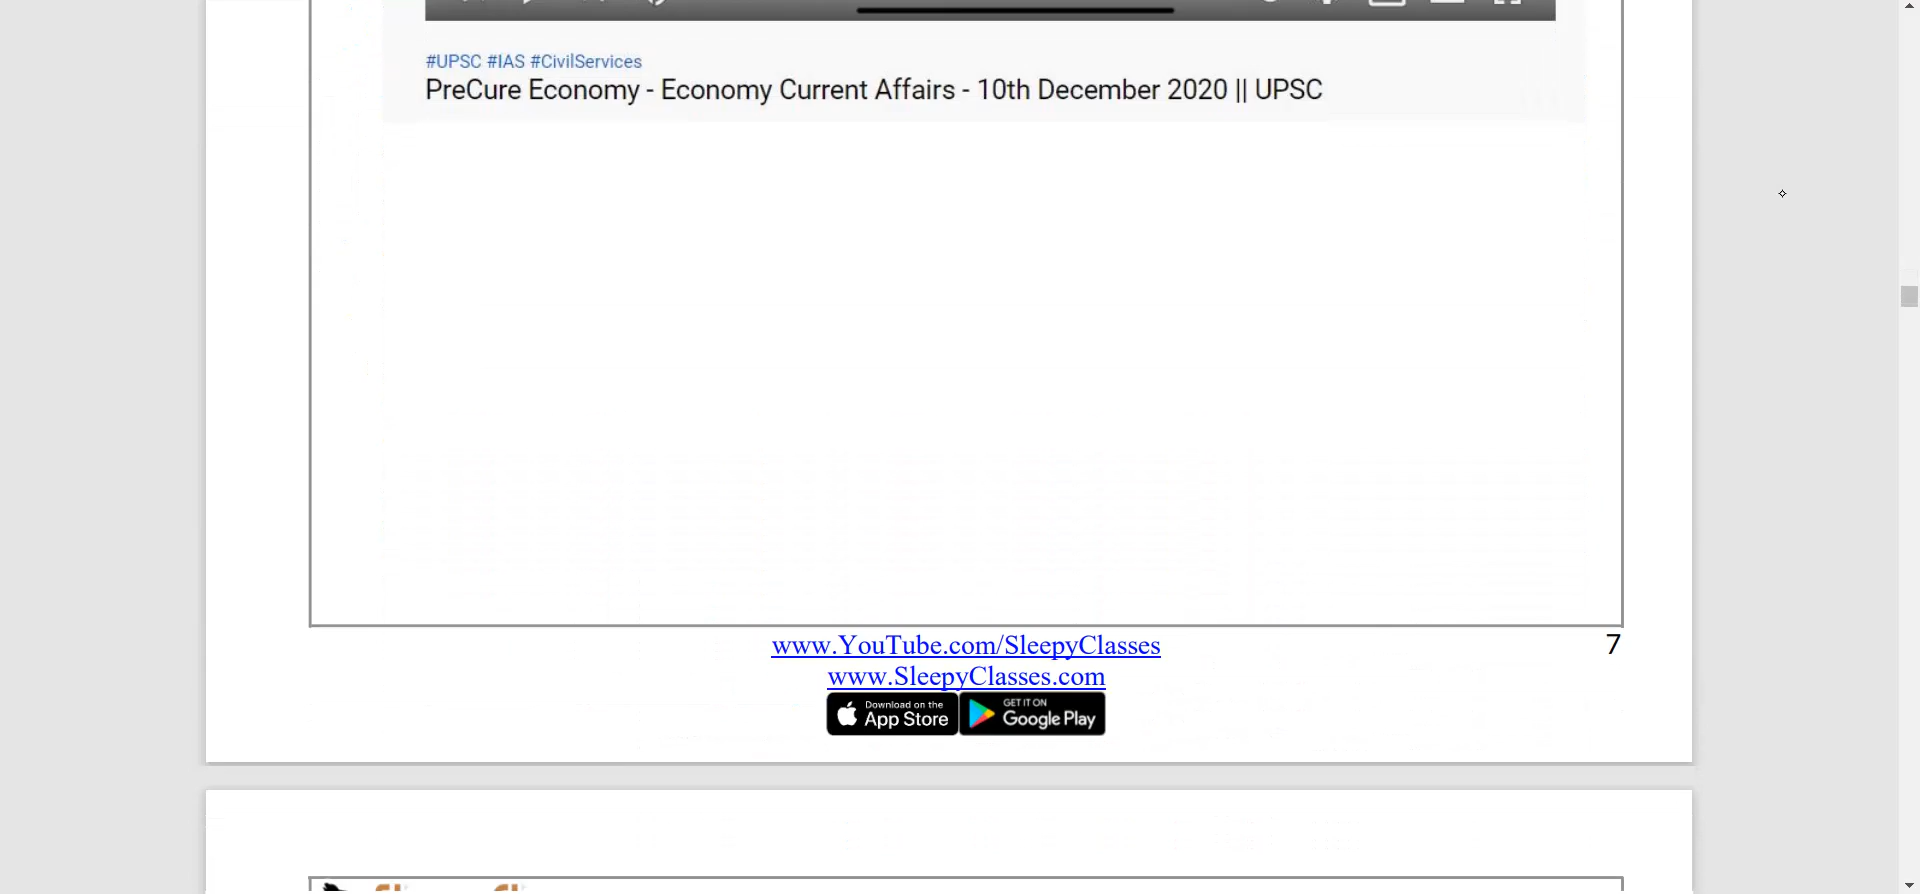 #UPSC #IAS #CivilServices
PreCure Economy - Economy Current Affairs - 10th December 2020 || UPSC
www.YouTube.com/SleepyClasses
7
www.SleepyClasses.com
Download on the
App Store
GET IT ON
Google Play